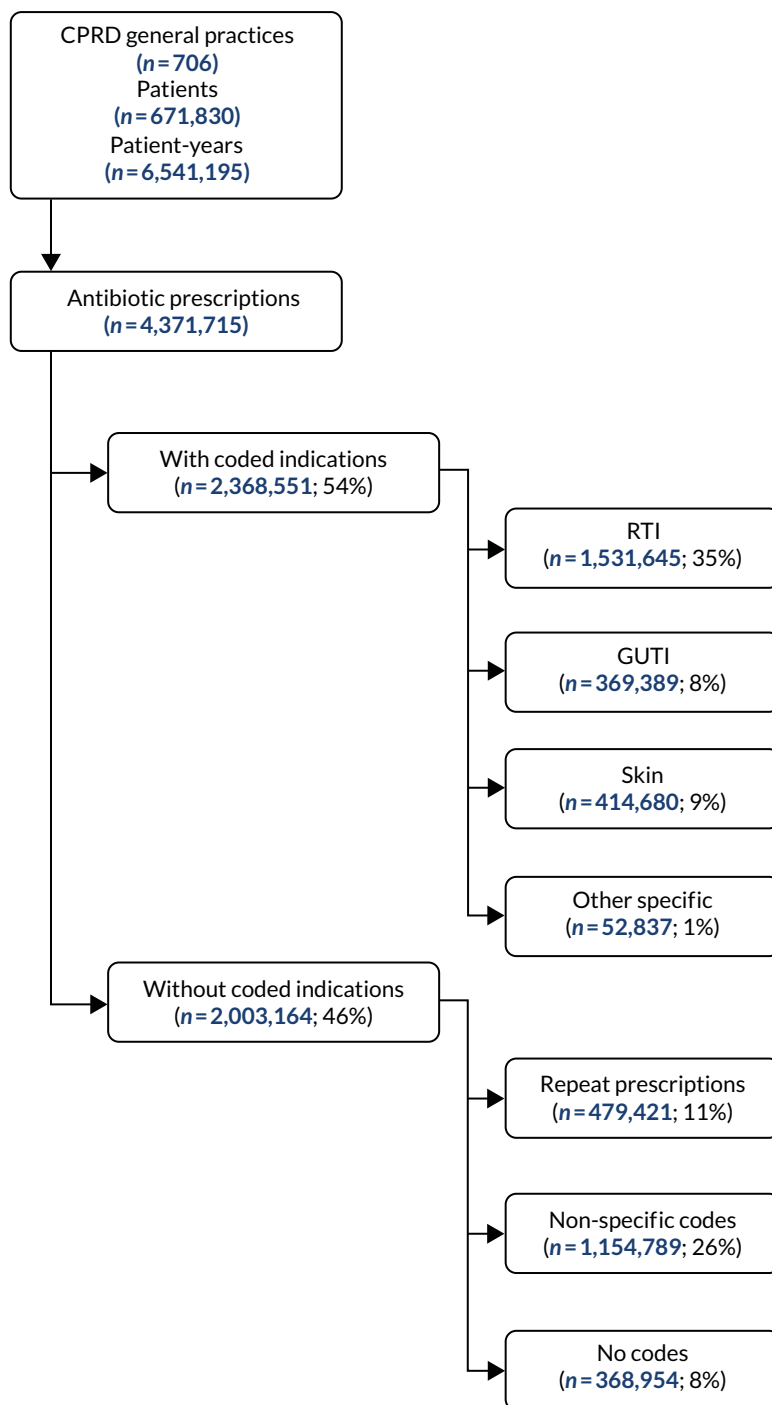 CPRD general practices
(n=706)
Patients
(n=671,830)
Patient-years
(n=6,541,195)
Antibiotic prescriptions
(n=4,371,715)
With coded indications
(n=2,368,551; 54%)
RTI
(n=1,531,645; 35%)
GUTI
(n=369,389; 8%)
Skin
(n=414,680; 9%)
Other specific
(n=52,837; 1%)
Without coded indications
(n=2,003,164; 46%)
Repeat prescriptions
(n=479,421; 11%)
Non-specific codes
(n=1,154,789; 26%)
No codes
(n=368,954; 8%)